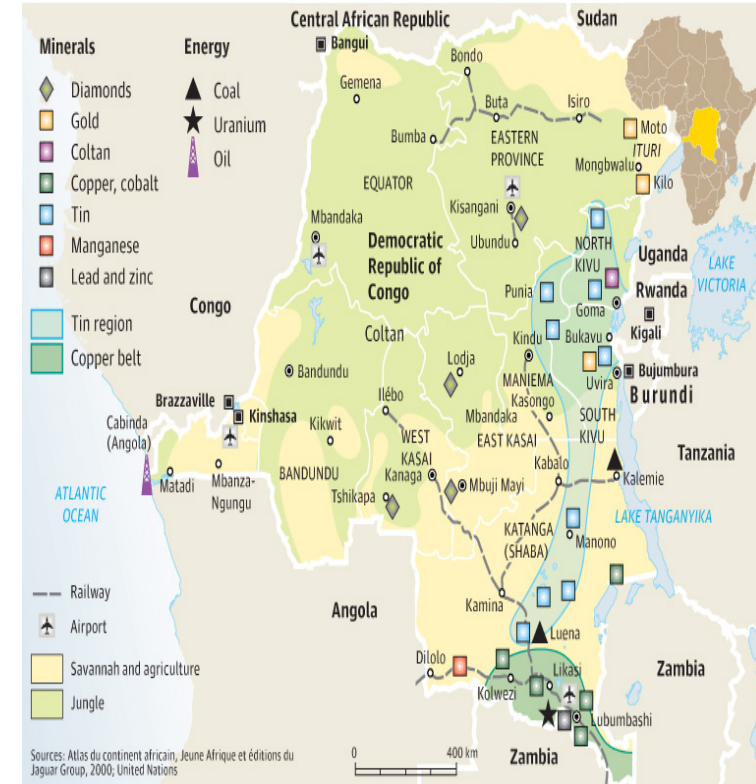 Minerals
Diamonds
Gold
Coltan
Copper, cobalt
Tin
Manganese
Lead and zinc
Tin region
Copper belt
Energy
Coal
Uranium
Oil
Central African Republic
Sudan
Bangui
Bondo
Gemena
Buta
Isiro
Moto
Bumba
EASTERN
PROVINCE
ITURI
Mongbwalu
Kilo
EQUATOR
Kisangani
Mbandaka
Ubundu
Democratic
Republic of
Congo
NORTH
KIVU
Uganda
LAKE
VICTORIA
Punia
Rwanda
Goma
Congo
Coltan
Kindu
Bukavu
Kigali
Lodja
Bandundu
MANIEMA
Uvira
Bujumbura
Burundi
Brazzaville
Ilébo
Kasongo
Kinshasa
Mbandaka
Cabinda
(Angola)
Kikwit
WEST
KASAI
EAST KASAI
SOUTH
KIVU
Tanzania
BANDUNDU
Kanaga
Kabalo
Matadi
Mbanza-
Ngungu
Mbuji Mayi
Kalemie
ATLANTIC
OCEAN
Tshikapa
LAKE TANGANYIKA
KATANGA
(SHABA)
Manono
Railway
Airport
Kamina
Angola
Luena
Savannah and agriculture
Jungle
Dilolo
Likasi
Zambia
Kolwezi
Lubumbashi
Zambia
Sources: Atlas du continent africain, Jeune Afrique et éditions du
Jaguar Group, 2000; United Nations
0 400 km